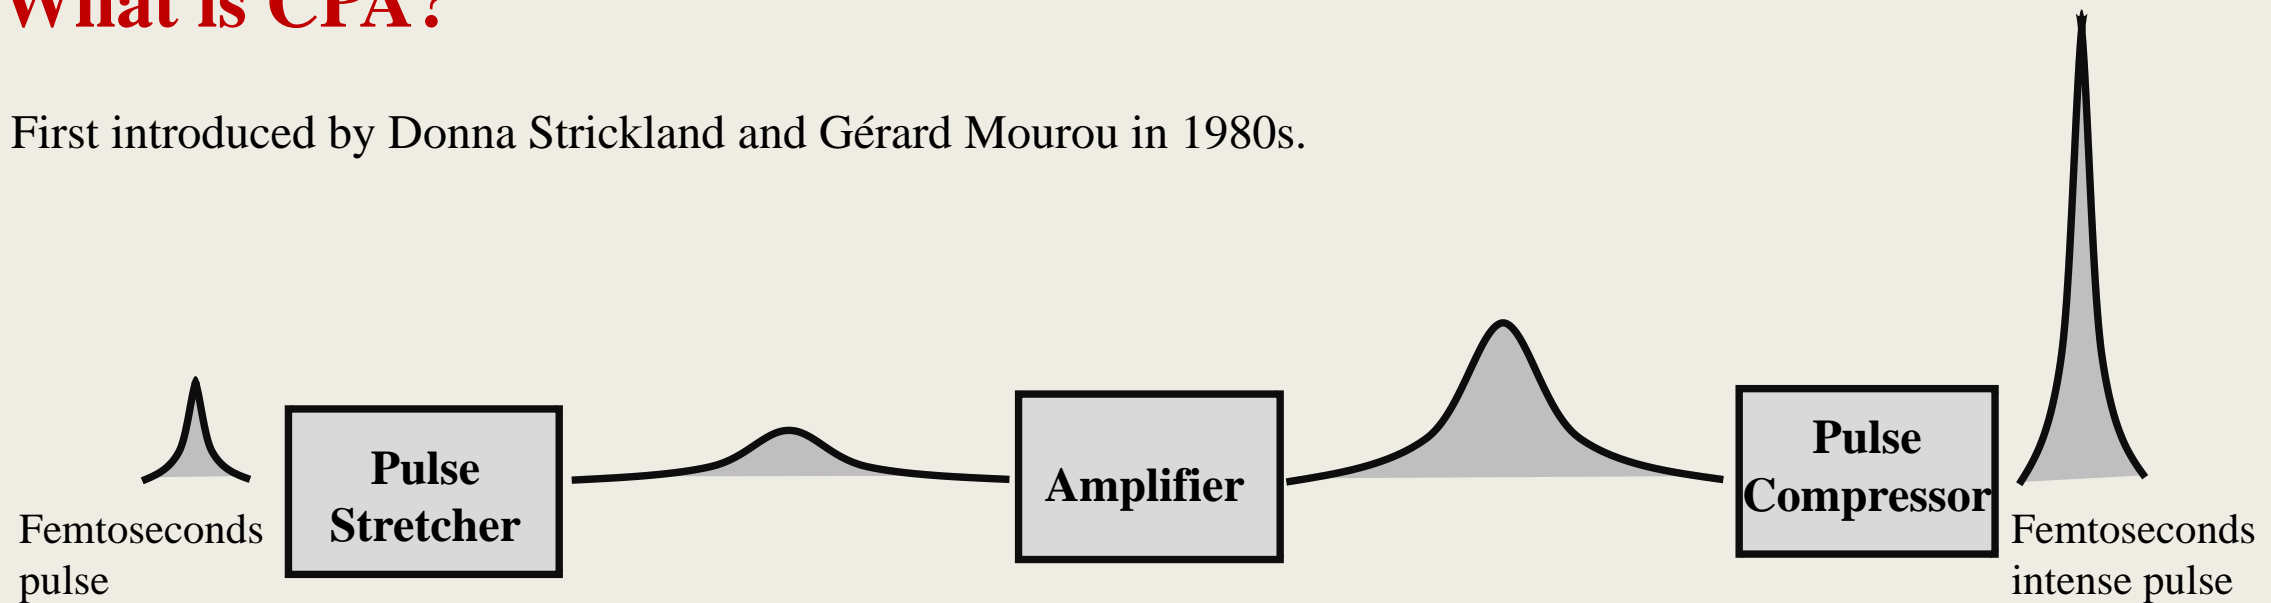 What is CPA?
First introduced by Donna Strickland and Gérard Mourou in 1980s.
Femtoseconds
pulse
Pulse
Stretcher
Amplifier
Pulse
Compressor
Femtoseconds
intense pulse